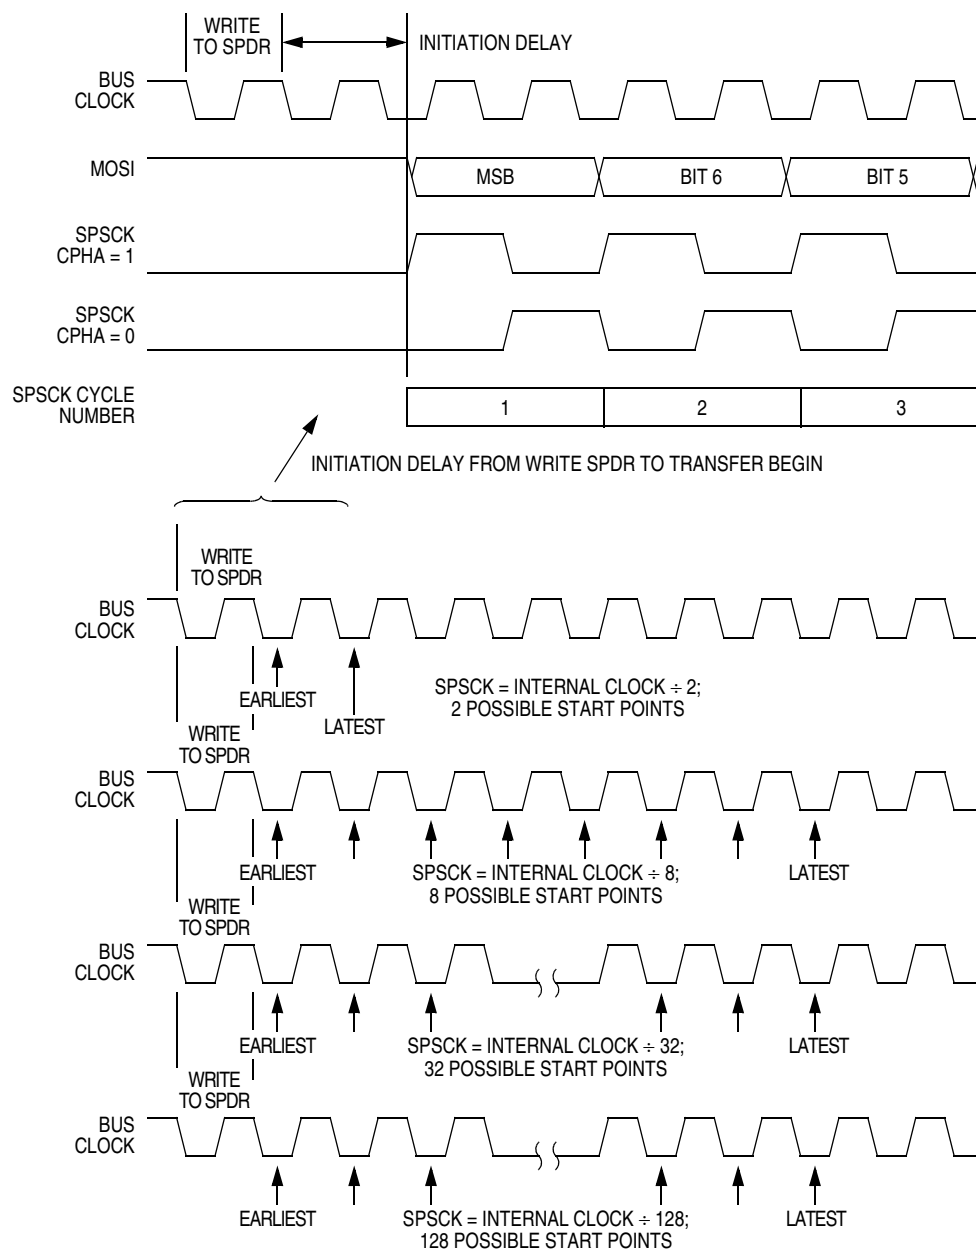 WRITE
TO SPDR
INITIATION DELAY
BUS
CLOCK
MOSI
MSB
BIT 6
BIT 5
SPSCK
CPHA = 1
SPSCK
CPHA = 0
SPSCK CYCLE
NUMBER
1
2
3
INITIATION DELAY FROM WRITE SPDR TO TRANSFER BEGIN
WRITE
TO SPDR
BUS
CLOCK
EARLIEST
LATEST
SPSCK = INTERNAL CLOCK ÷ 2;
2 POSSIBLE START POINTS
WRITE
TO SPDR
BUS
CLOCK
EARLIEST
SPSCK = INTERNAL CLOCK ÷ 8;
8 POSSIBLE START POINTS
LATEST
WRITE
TO SPDR
BUS
CLOCK
EARLIEST
SPSCK = INTERNAL CLOCK ÷ 32;
32 POSSIBLE START POINTS
LATEST
WRITE
TO SPDR
BUS
CLOCK
EARLIEST
SPSCK = INTERNAL CLOCK ÷ 128;
128 POSSIBLE START POINTS
LATEST